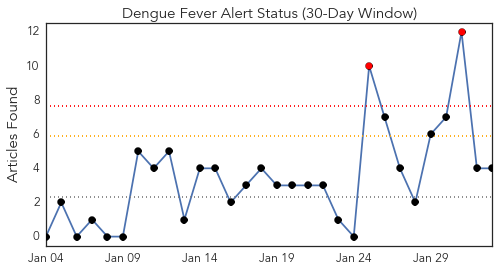 Dengue Fever Alert Status (30-Day Window)
Articles Found
12
10
8
6
4
2
0
Jan 04 Jan 09 Jan 14 Jan 19 Jan 24 Jan 29